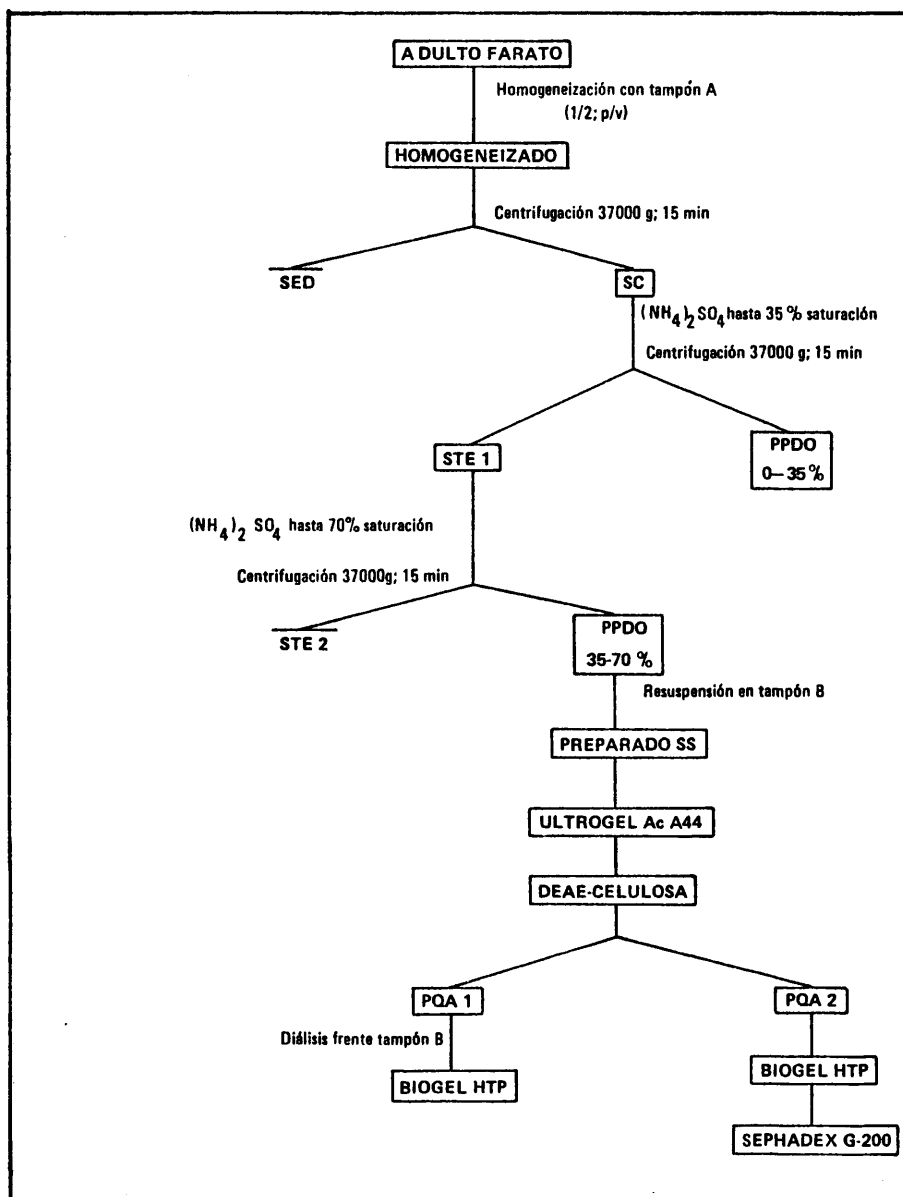 ADULTO FARATO
Homogeneización con tampón A
(1/2; p/v)
HOMOGENEIZADO
Centrifugación 37000 g; 15 min
SED
SC
(NH4)2SO4 hasta 35 % saturación
Centrifugación 37000 g; 15 min
STE 1
PPDO
0—35 %
(NH4)2 SO4 hasta 70% saturación
Centrifugación 37000g; 15 min
STE 2
PPDO
35-70 %
Resuspensión en tampón B
PREPARADO SS
ULTROGEL Ac A44
DEAE-CELULOSA
PQA 1
PQA 2
Diálisis frente tampón B
BIOGEL HTP
BIOGEL HTP
SEPHADEX G-200